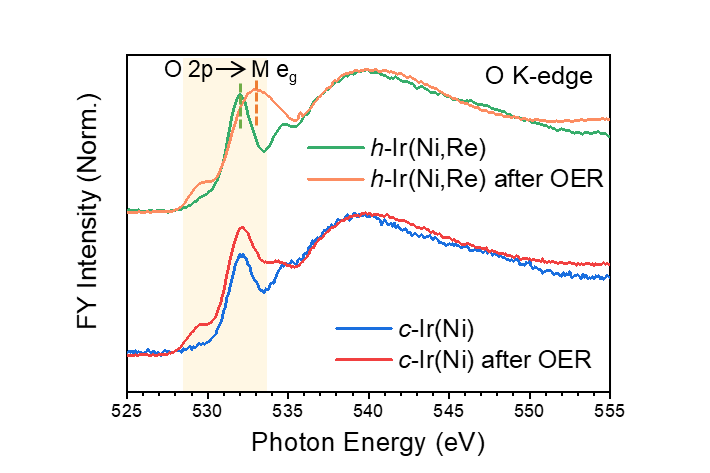 O 2p→M eg
O K-edge
h-Ir(Ni,Re)
h-Ir(Ni,Re) after OER
c-Ir(Ni)
c-Ir(Ni) after OER
FY Intensity (Norm.)
525 530 535 540 545 550 555
Photon Energy (eV)